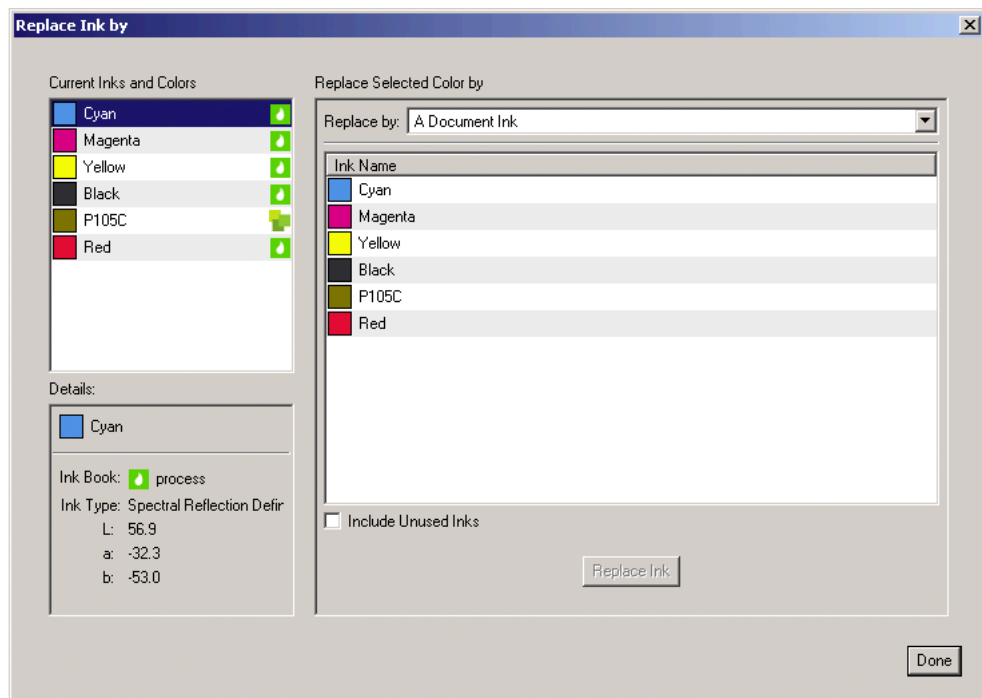 Replace Ink by
Current Inks and Colors
Cyan
Magenta
Yellow
Black
P105C
Red
Details:
Cyan
Ink Book: process
Ink Type: Spectral Reflection Defir
L: 56.9
a: -32.3
b: -53.0
Replace Selected Color by
Replace by: A Document Ink
Ink Name
Cyan
Magenta
Yellow
Black
P105C
Red
Include Unused Inks
Replace Ink
Done